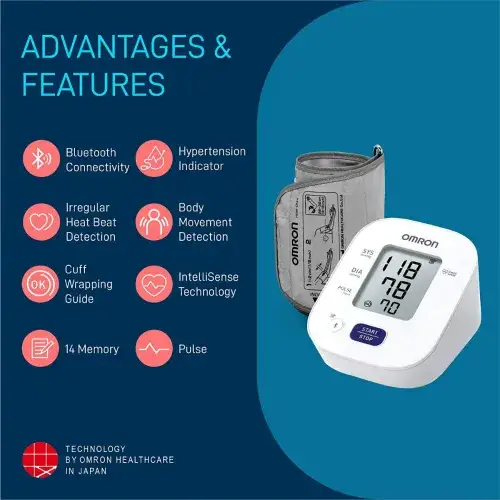 ADVANTAGES &
FEATURES
Bluetooth
Connectivity
Hypertension
Indicator
Irregular
Heat Beat
Detection
Body
Movement
Detection
OK
Cuff
Wrapping
Guide
IntelliSense
Technology
14 Memory
Pulse
OMRON
OMRON
SYS
118
DIA
78
PULSE
70
START
STOP
TECHNOLOGY
BY OMRON HEALTHCARE
IN JAPAN